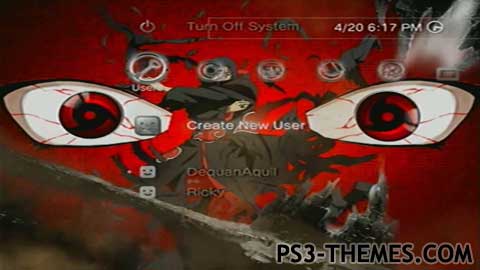 Turn Off System
4/20 6:17 PM
Users
Create New User
DequanAquil
Ricky
PS3-THEMES.COM